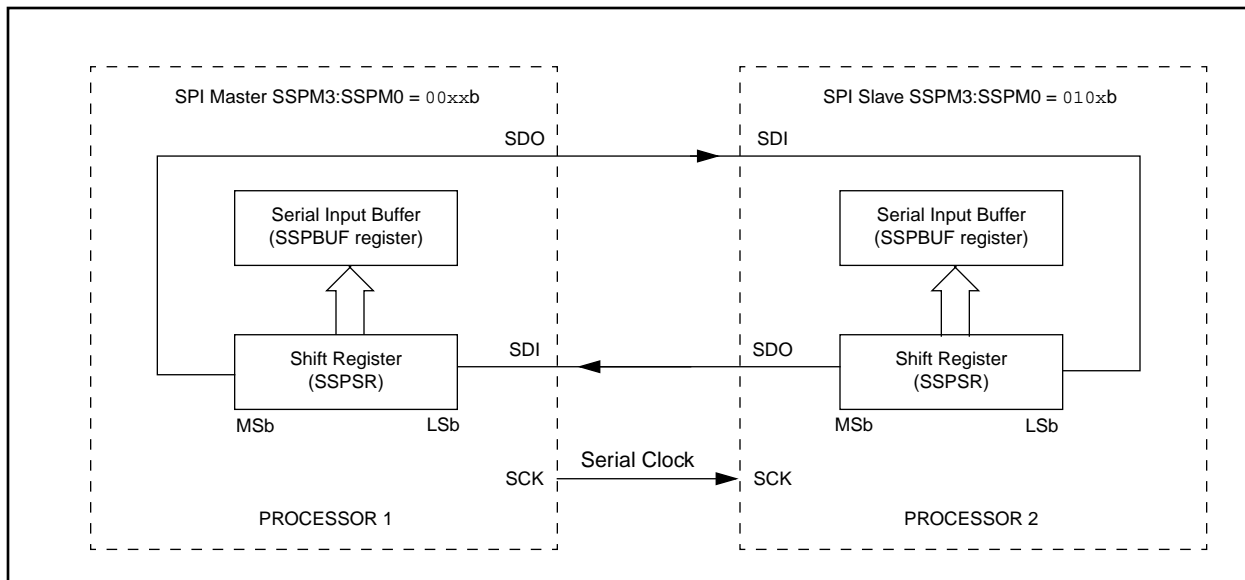 SPI Master SSPM3:SSPM0 = 00xxb
SPI Slave SSPM3:SSPM0 = 010xb
SDO
SDI
Serial Input Buffer
(SSPBUF register)
Serial Input Buffer
(SSPBUF register)
Shift Register
(SSPSR)
SDI
SDO
Shift Register
(SSPSR)
MSb
LSb
MSb
LSb
Serial Clock
SCK
SCK
PROCESSOR 1
PROCESSOR 2